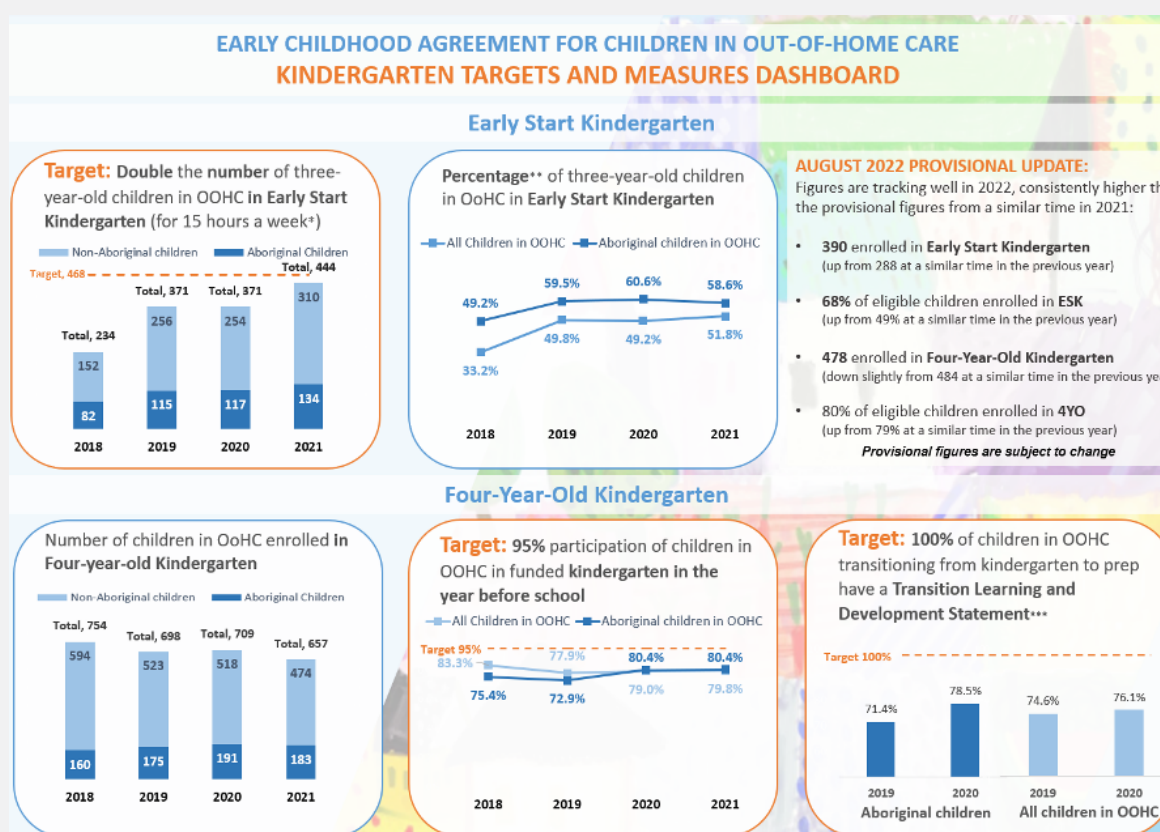 EARLY CHILDHOOD AGREEMENT FOR CHILDREN IN OUT-OF-HOME CARE
KINDERGARTEN TARGETS AND MEASURES DASHBOARD
Early Start Kindergarten
Target: Double the number of three-
year-old children in OOHC in Early Start
Kindergarten (for 15 hours a week*)
Non-Aboriginal children
Aboriginal Children
Target, 468
Total, 234
Total, 371
Total, 371
Total, 444
152
256
254
310
82
115
117
134
2018
2019
2020
2021
Percentage** of three-year-old children
in OoHC in Early Start Kindergarten
All Children in OOHC
Aboriginal children in OOHC
49.2%
59.5%
60.6%
58.6%
33.2%
49.8%
49.2%
51.8%
2018
2019
2020
2021
AUGUST 2022 PROVISIONAL UPDATE:
Figures are tracking well in 2022, consistently higher th
the provisional figures from a similar time in 2021:
• 390 enrolled in Early Start Kindergarten
(up from 288 at a similar time in the previous year)
• 68% of eligible children enrolled in ESK
(up from 49% at a similar time in the previous year)
• 478 enrolled in Four-Year-Old Kindergarten
(down slightly from 484 at a similar time in the previous yea
• 80% of eligible children enrolled in 4YO
(up from 79% at a similar time in the previous year)
Provisional figures are subject to change
Four-Year-Old Kindergarten
Number of children in OoHC enrolled in
Four-year-old Kindergarten
Non-Aboriginal children
Aboriginal Children
Total, 754
Total, 698
Total, 709
Total, 657
594
523
518
474
160
175
191
183
2018
2019
2020
2021
Target: 95% participation of children in
OOHC in funded kindergarten in the
year before school
All Children in OOHC
Aboriginal children in OOHC
Target 95%
83.3%
77.9%
80.4%
80.4%
75.4%
72.9%
79.0%
79.8%
2018
2019
2020
2021
Target: 100% of children in OOHC
transitioning from kindergarten to prep
have a Transition Learning and
Development Statement***
Target 100%
71.4%
78.5%
74.6%
76.1%
2019
2020
2019
2020
Aboriginal children
All children in OOHC